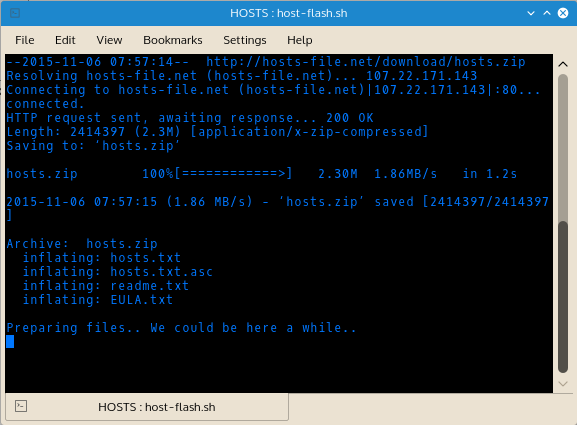 HOSTS : host-flash.sh
File Edit View Bookmarks Settings Help
--2015-11-06 07:57:14-- http://hosts-file.net/download/hosts.zip
Resolving hosts-file.net (hosts-file.net)... 107.22.171.143
Connecting to hosts-file.net (hosts-file.net)|107.22.171.143|:80...
connected.
HTTP request sent, awaiting response... 200 OK
Length: 2414397 (2.3M) [application/x-zip-compressed]
Saving to: ‘hosts.zip’
hosts.zip 100%[============>] 2.30M 1.86MB/s in 1.2s
2015-11-06 07:57:15 (1.86 MB/s) - ‘hosts.zip’ saved [2414397/2414397
]
Archive: hosts.zip
inflating: hosts.txt
inflating: hosts.txt.asc
inflating: readme.txt
inflating: EULA.txt
Preparing files.. We could be here a while..
HOSTS : host-flash.sh